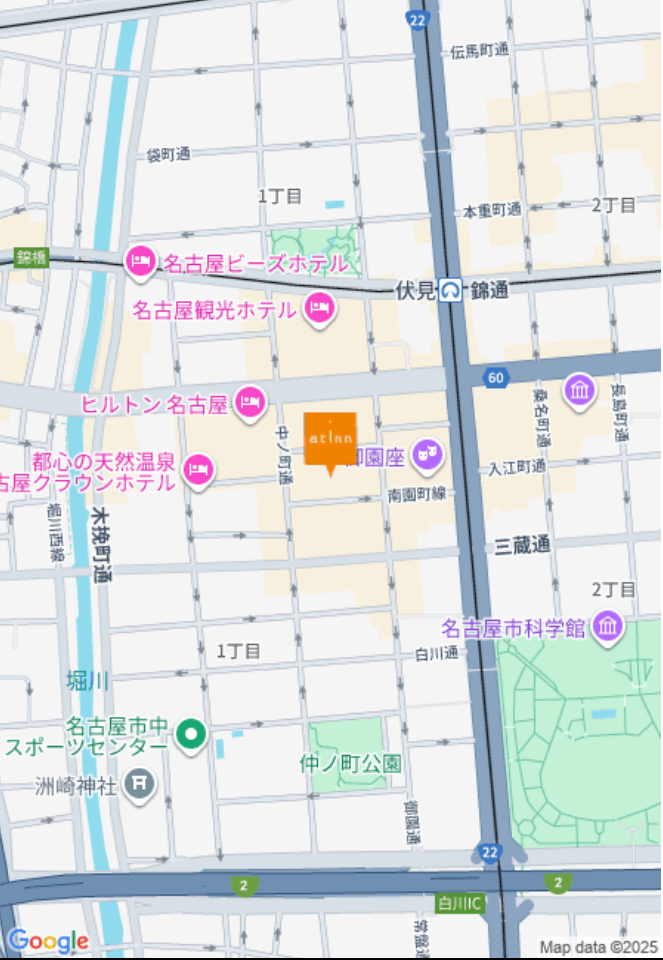 22
伝馬町通
袋町通
1丁目
本重町通
2丁目
錦橋
名古屋ビーズホテル
伏見
錦通
名古屋観光ホテル
60
ヒルトン 名古屋
桑名町通
長島町通
atinn
中ノ町通
御園座
都心の天然温泉
古屋クラウンホテル
入江町通
南園町線
堀川西線
木挽町通
三蔵通
2丁目
名古屋市科学館
1丁目
白川通
堀川
名古屋市中
スポーツセンター
仲ノ町公園
洲崎神社
御園通
22
2
2
白川IC
常盤通
Google
Map data ©2025